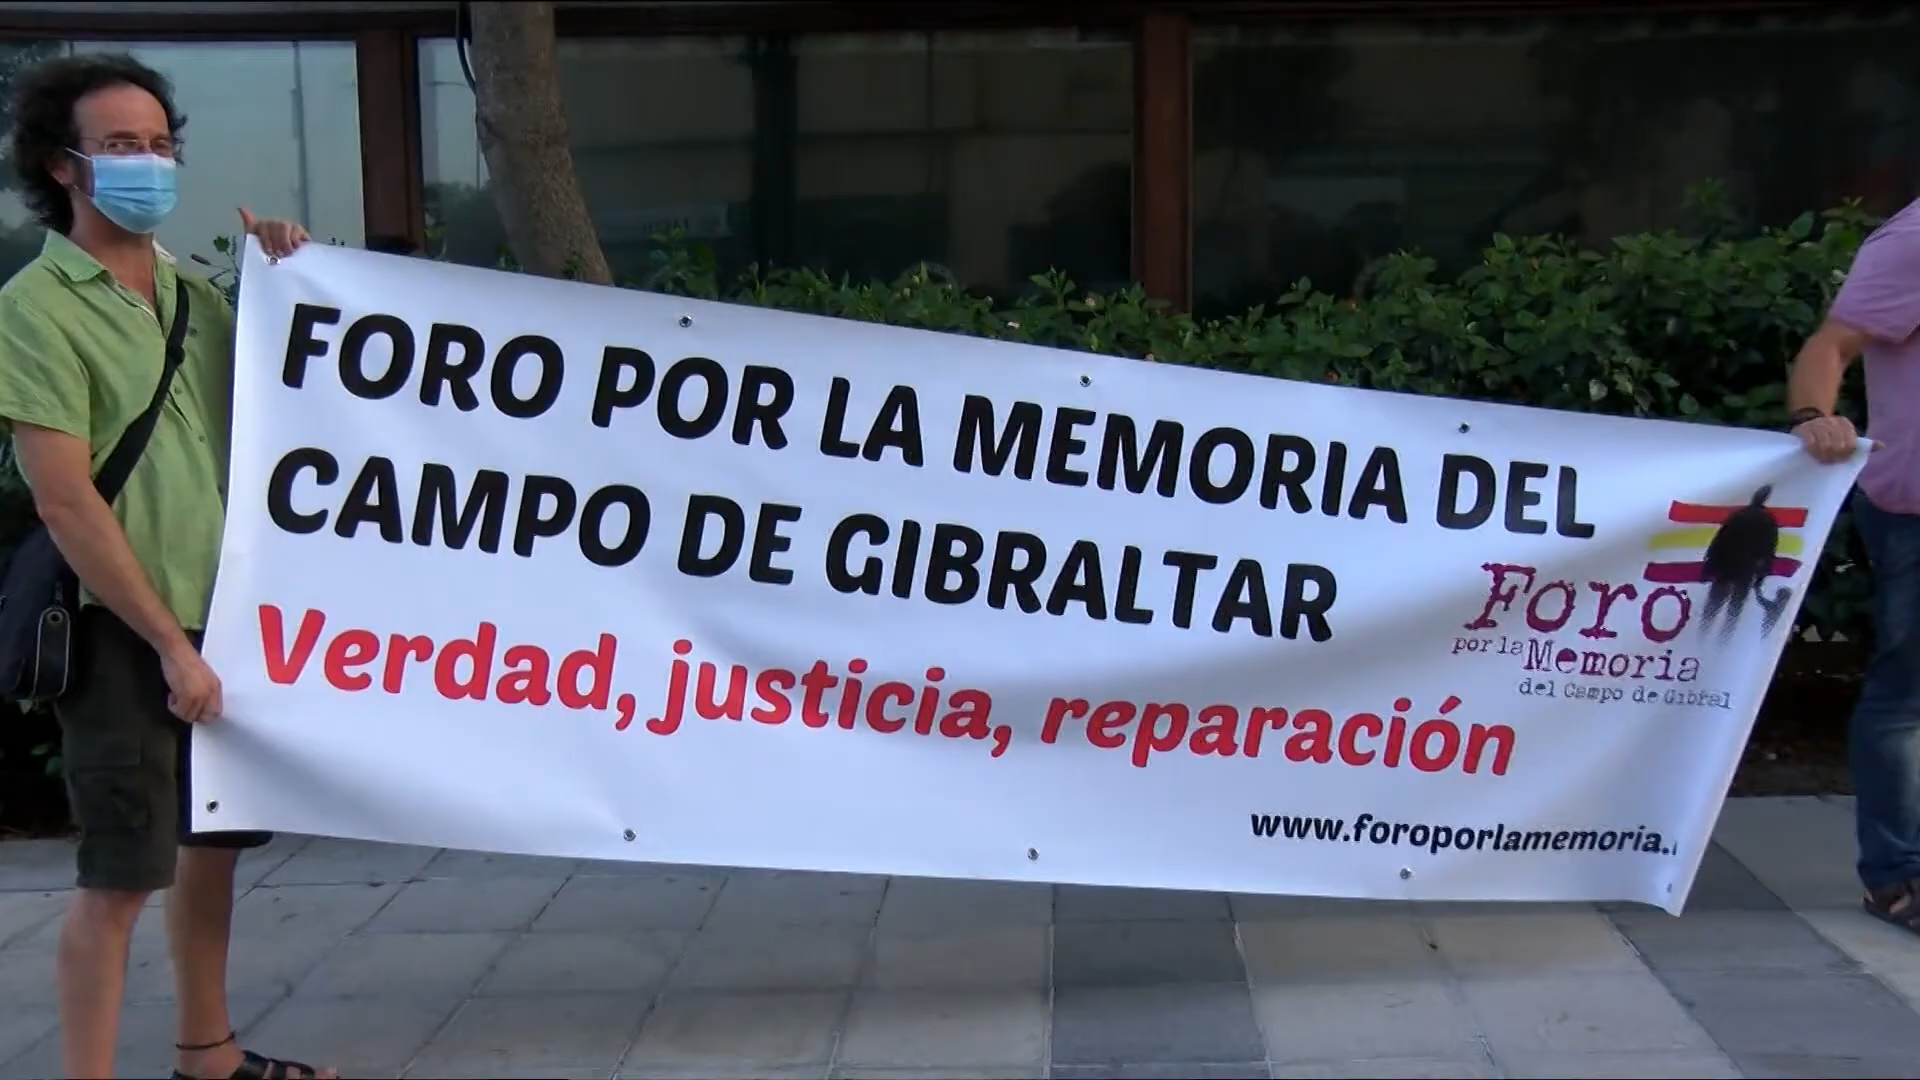 FORO POR LA MEMORIA DEL
CAMPO DE GIBRALTAR
Verdad, justicia, reparación
Foro
por la Memoria
del Campo de Gibral
www.foroporlamemoria.